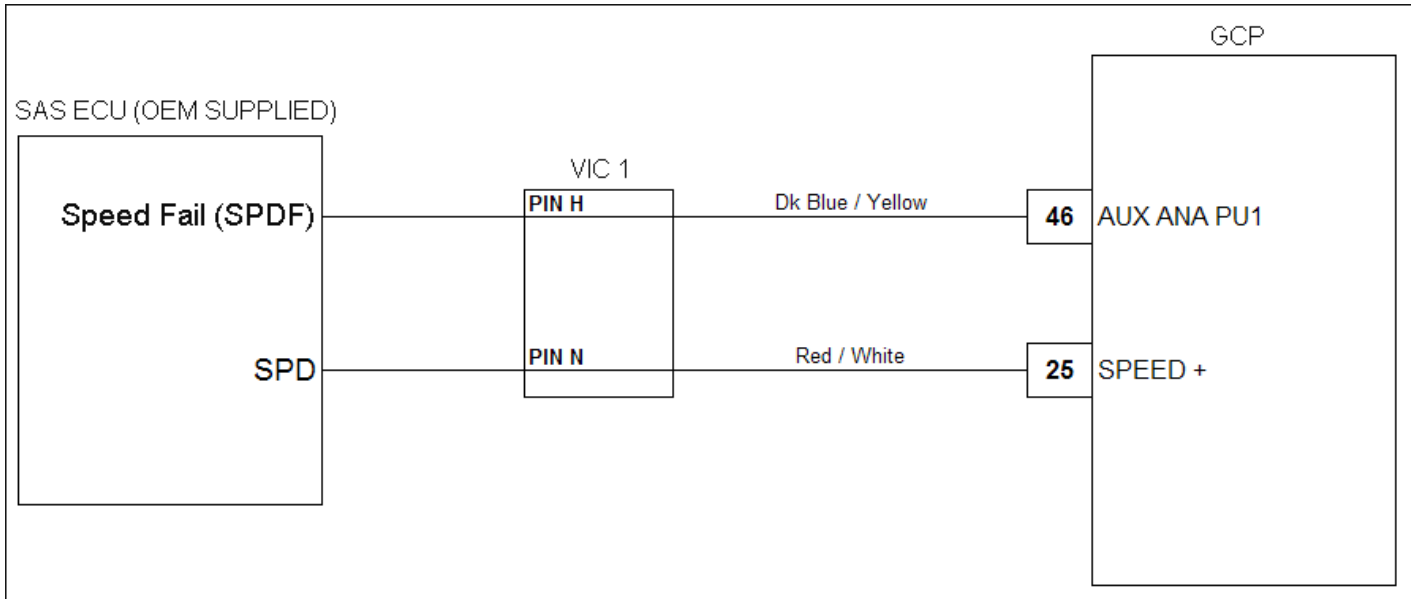 GCP
SAS ECU (OEM SUPPLIED)
VIC 1
Speed Fail (SPDF)
PIN H
Dk Blue / Yellow
46
AUX ANA PU1
SPD
PIN N
Red / White
25
SPEED +